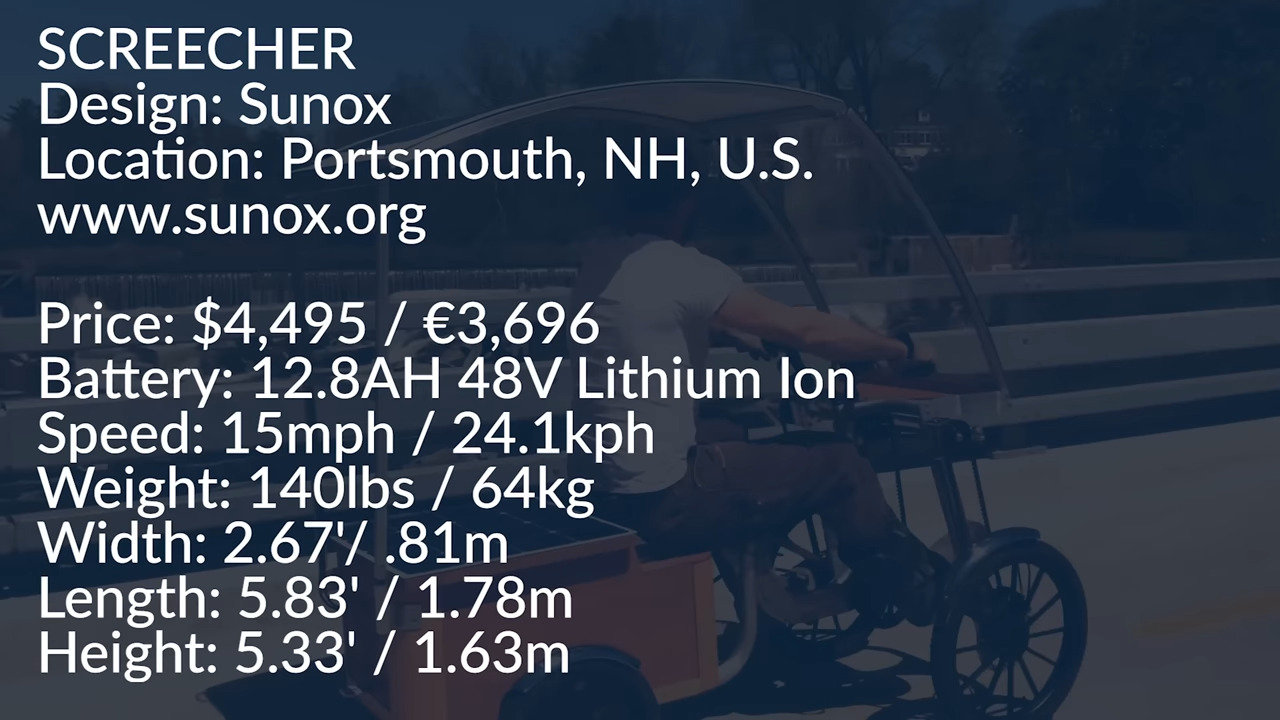 SCREECHER
Design: Sunox
Location: Portsmouth, NH, U.S.
www.sunox.org
Price: $4,495 / €3,696
Battery: 12.8AH 48V Lithium Ion
Speed: 15mph / 24.1kph
Weight: 140lbs / 64kg
Width: 2.67'/ .81m
Length: 5.83' / 1.78m
Height: 5.33' / 1.63m